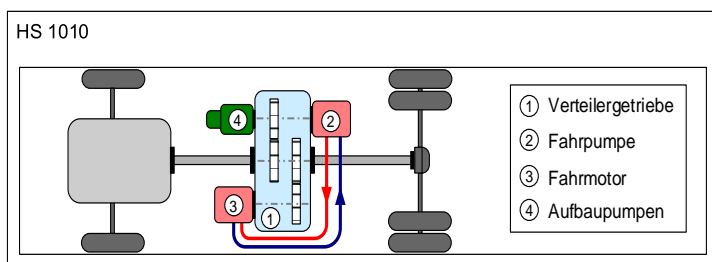 HS 1010
1 Verteilergetriebe
2 Fahrpumpe
3 Fahrmotor
4 Aufbaupumpen
4
2
3
1